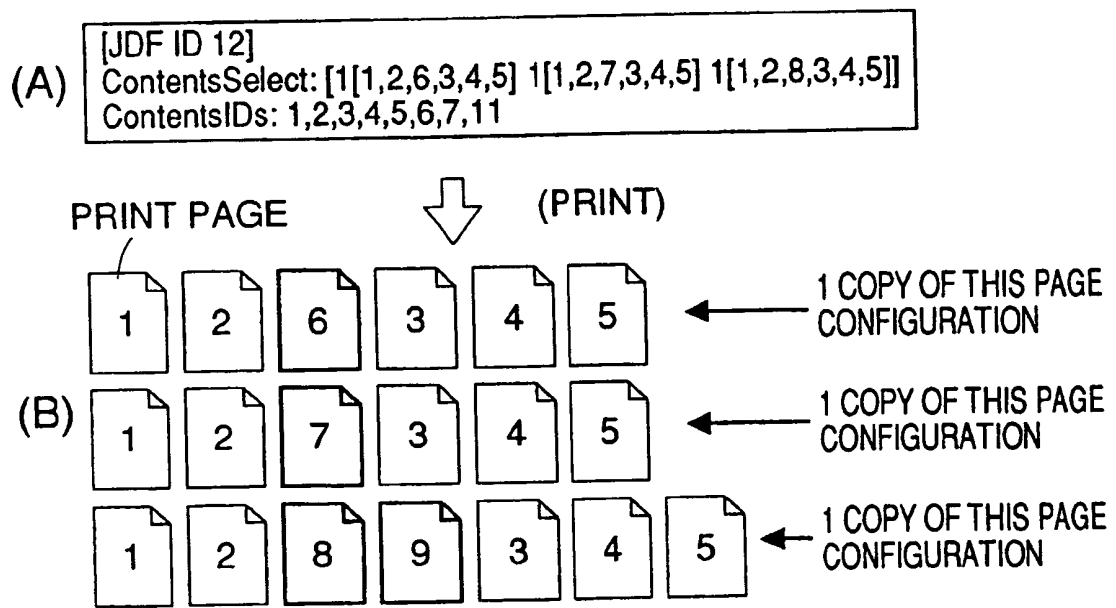 (A)
[JDF ID 12]
ContentsSelect: [1[1,2,6,3,4,5] 1[1,2,7,3,4,5] 1[1,2,8,3,4,5]]
ContentsIDs: 1,2,3,4,5,6,7,11
PRINT PAGE
(PRINT)
1 2 6 3 4 5
1 COPY OF THIS PAGE
CONFIGURATION
(B)
1 2 7 3 4 5
1 COPY OF THIS PAGE
CONFIGURATION
1 2 8 9 3 4 5
1 COPY OF THIS PAGE
CONFIGURATION